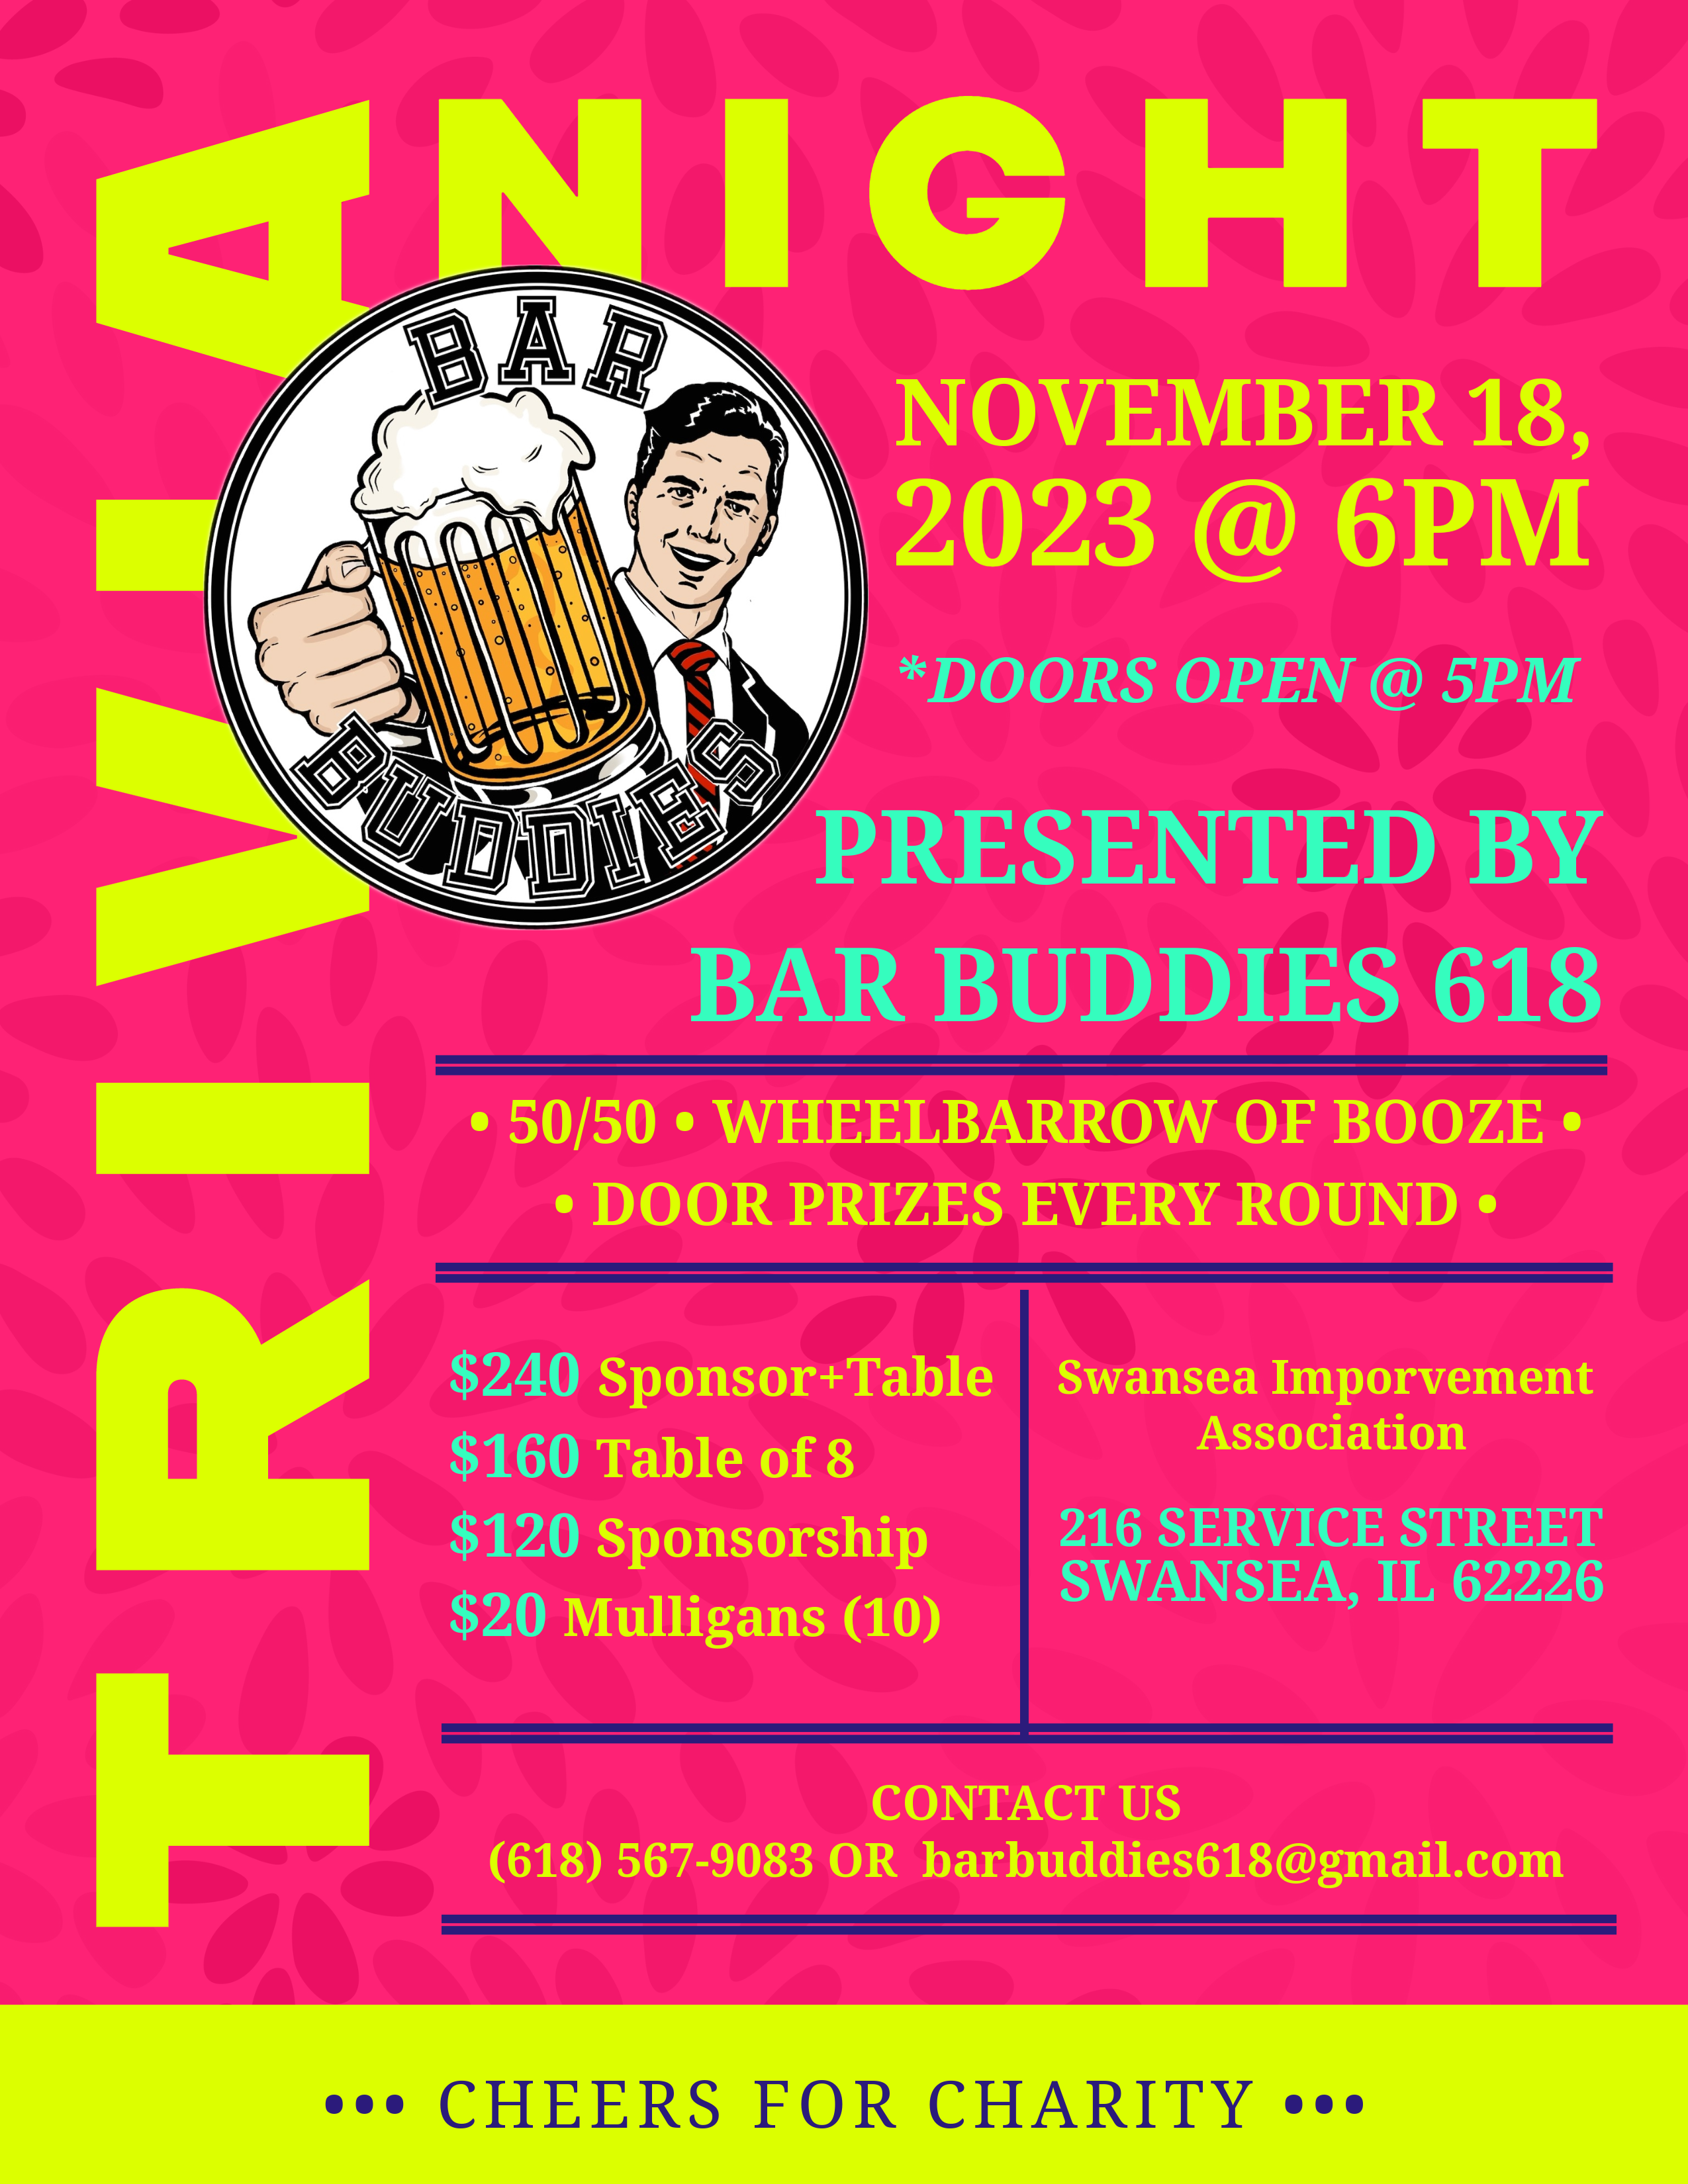 TRIVIA
NIGHT
BAR
BUDDIES
NOVEMBER 18,
2023 @ 6PM
*DOORS OPEN @ 5PM
PRESENTED BY
BAR BUDDIES 618
• 50/50 • WHEELBARROW OF BOOZE •
• DOOR PRIZES EVERY ROUND •
$240 Sponsor+Table
$160 Table of 8
$120 Sponsorship
$20 Mulligans (10)
Swansea Imporvement
Association
216 SERVICE STREET
SWANSEA, IL 62226
CONTACT US
(618) 567-9083 OR barbuddies618@gmail.com
••• CHEERS FOR CHARITY •••